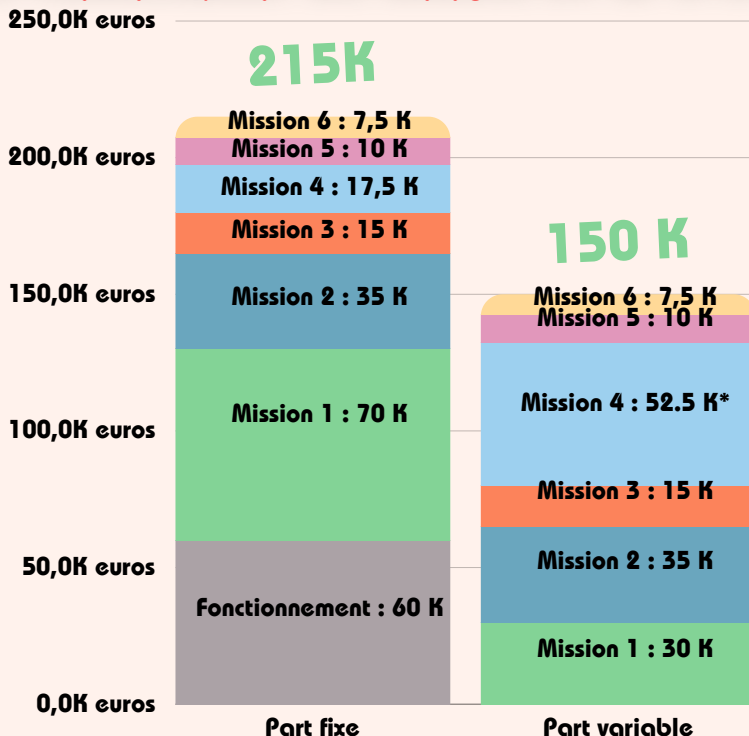 250,0K euros
215K
Mission 6 : 7,5 K
Mission 5 : 10 K
200,0K euros
Mission 4 : 17,5 K
Mission 3 : 15 K
150 K
Mission 2 : 35 K
150,0K euros
Mission 6 : 7,5 K
Mission 5 : 10 K
Mission 1 : 70 K
Mission 4 : 52.5 K*
100,0K euros
Mission 3 : 15 K
50,0K euros
Mission 2 : 35 K
Fonctionnement : 60 K
Mission 1 : 30 K
0,0K euros
Part fixe
Part variable